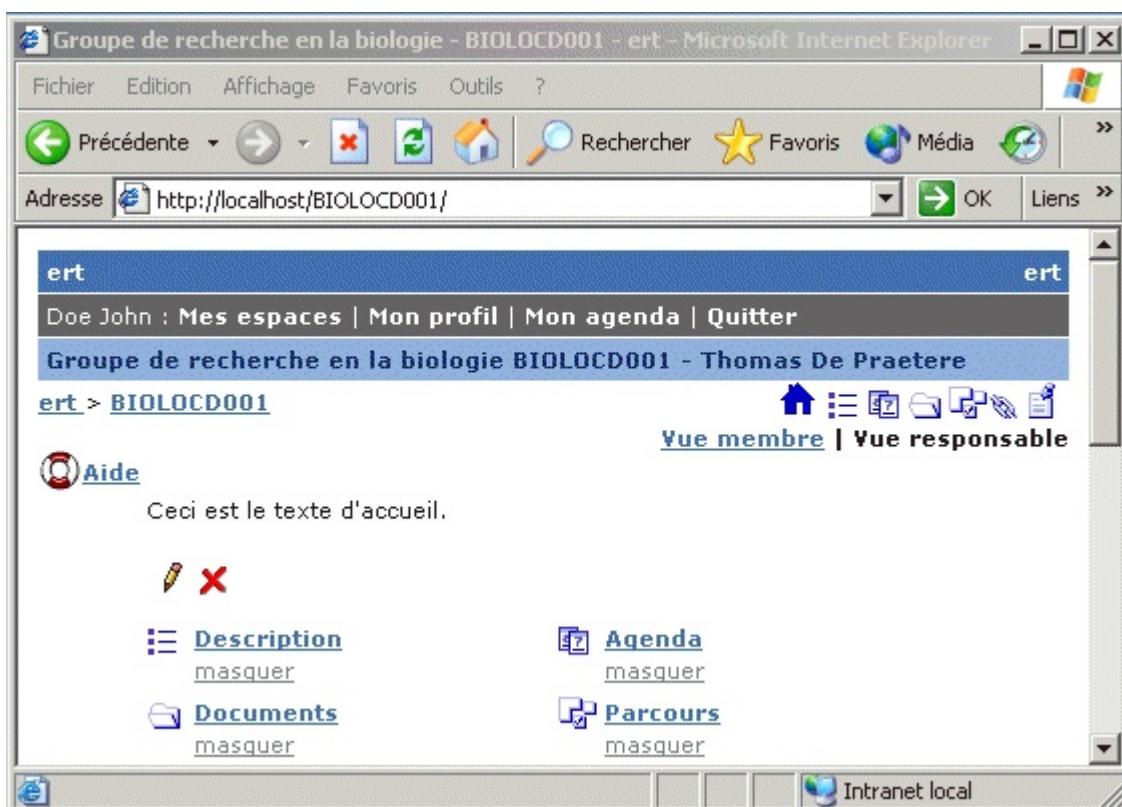 Groupe de recherche en la biologie - BIOLOCD001 - ert - Microsoft Internet Explorer
Fichier Edition Affichage Favoris Outils ?
Précédente Rechercher Favoris Média »
Adresse http://localhost/BIOLOCD001/ OK Liens »
ert ert
Doe John : Mes espaces | Mon profil | Mon agenda | Quitter
Groupe de recherche en la biologie BIOLOCD001 - Thomas De Praetere
ert > BIOLOCD001
Vue membre | Vue responsable
Aide
Ceci est le texte d'accueil.
Description Agenda
masquer masquer
Documents Parcours
masquer masquer
Intranet local